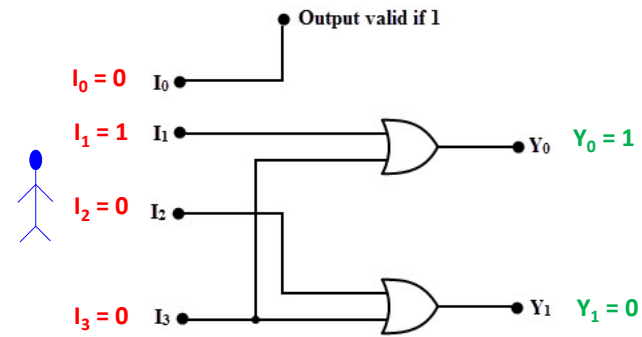 Output valid if 1
I₀ = 0 I₀
I₁ = 1 I₁
Y₀ Y₀ = 1
I₂ = 0 I₂
I₃ = 0 I₃
Y₁ Y₁ = 0